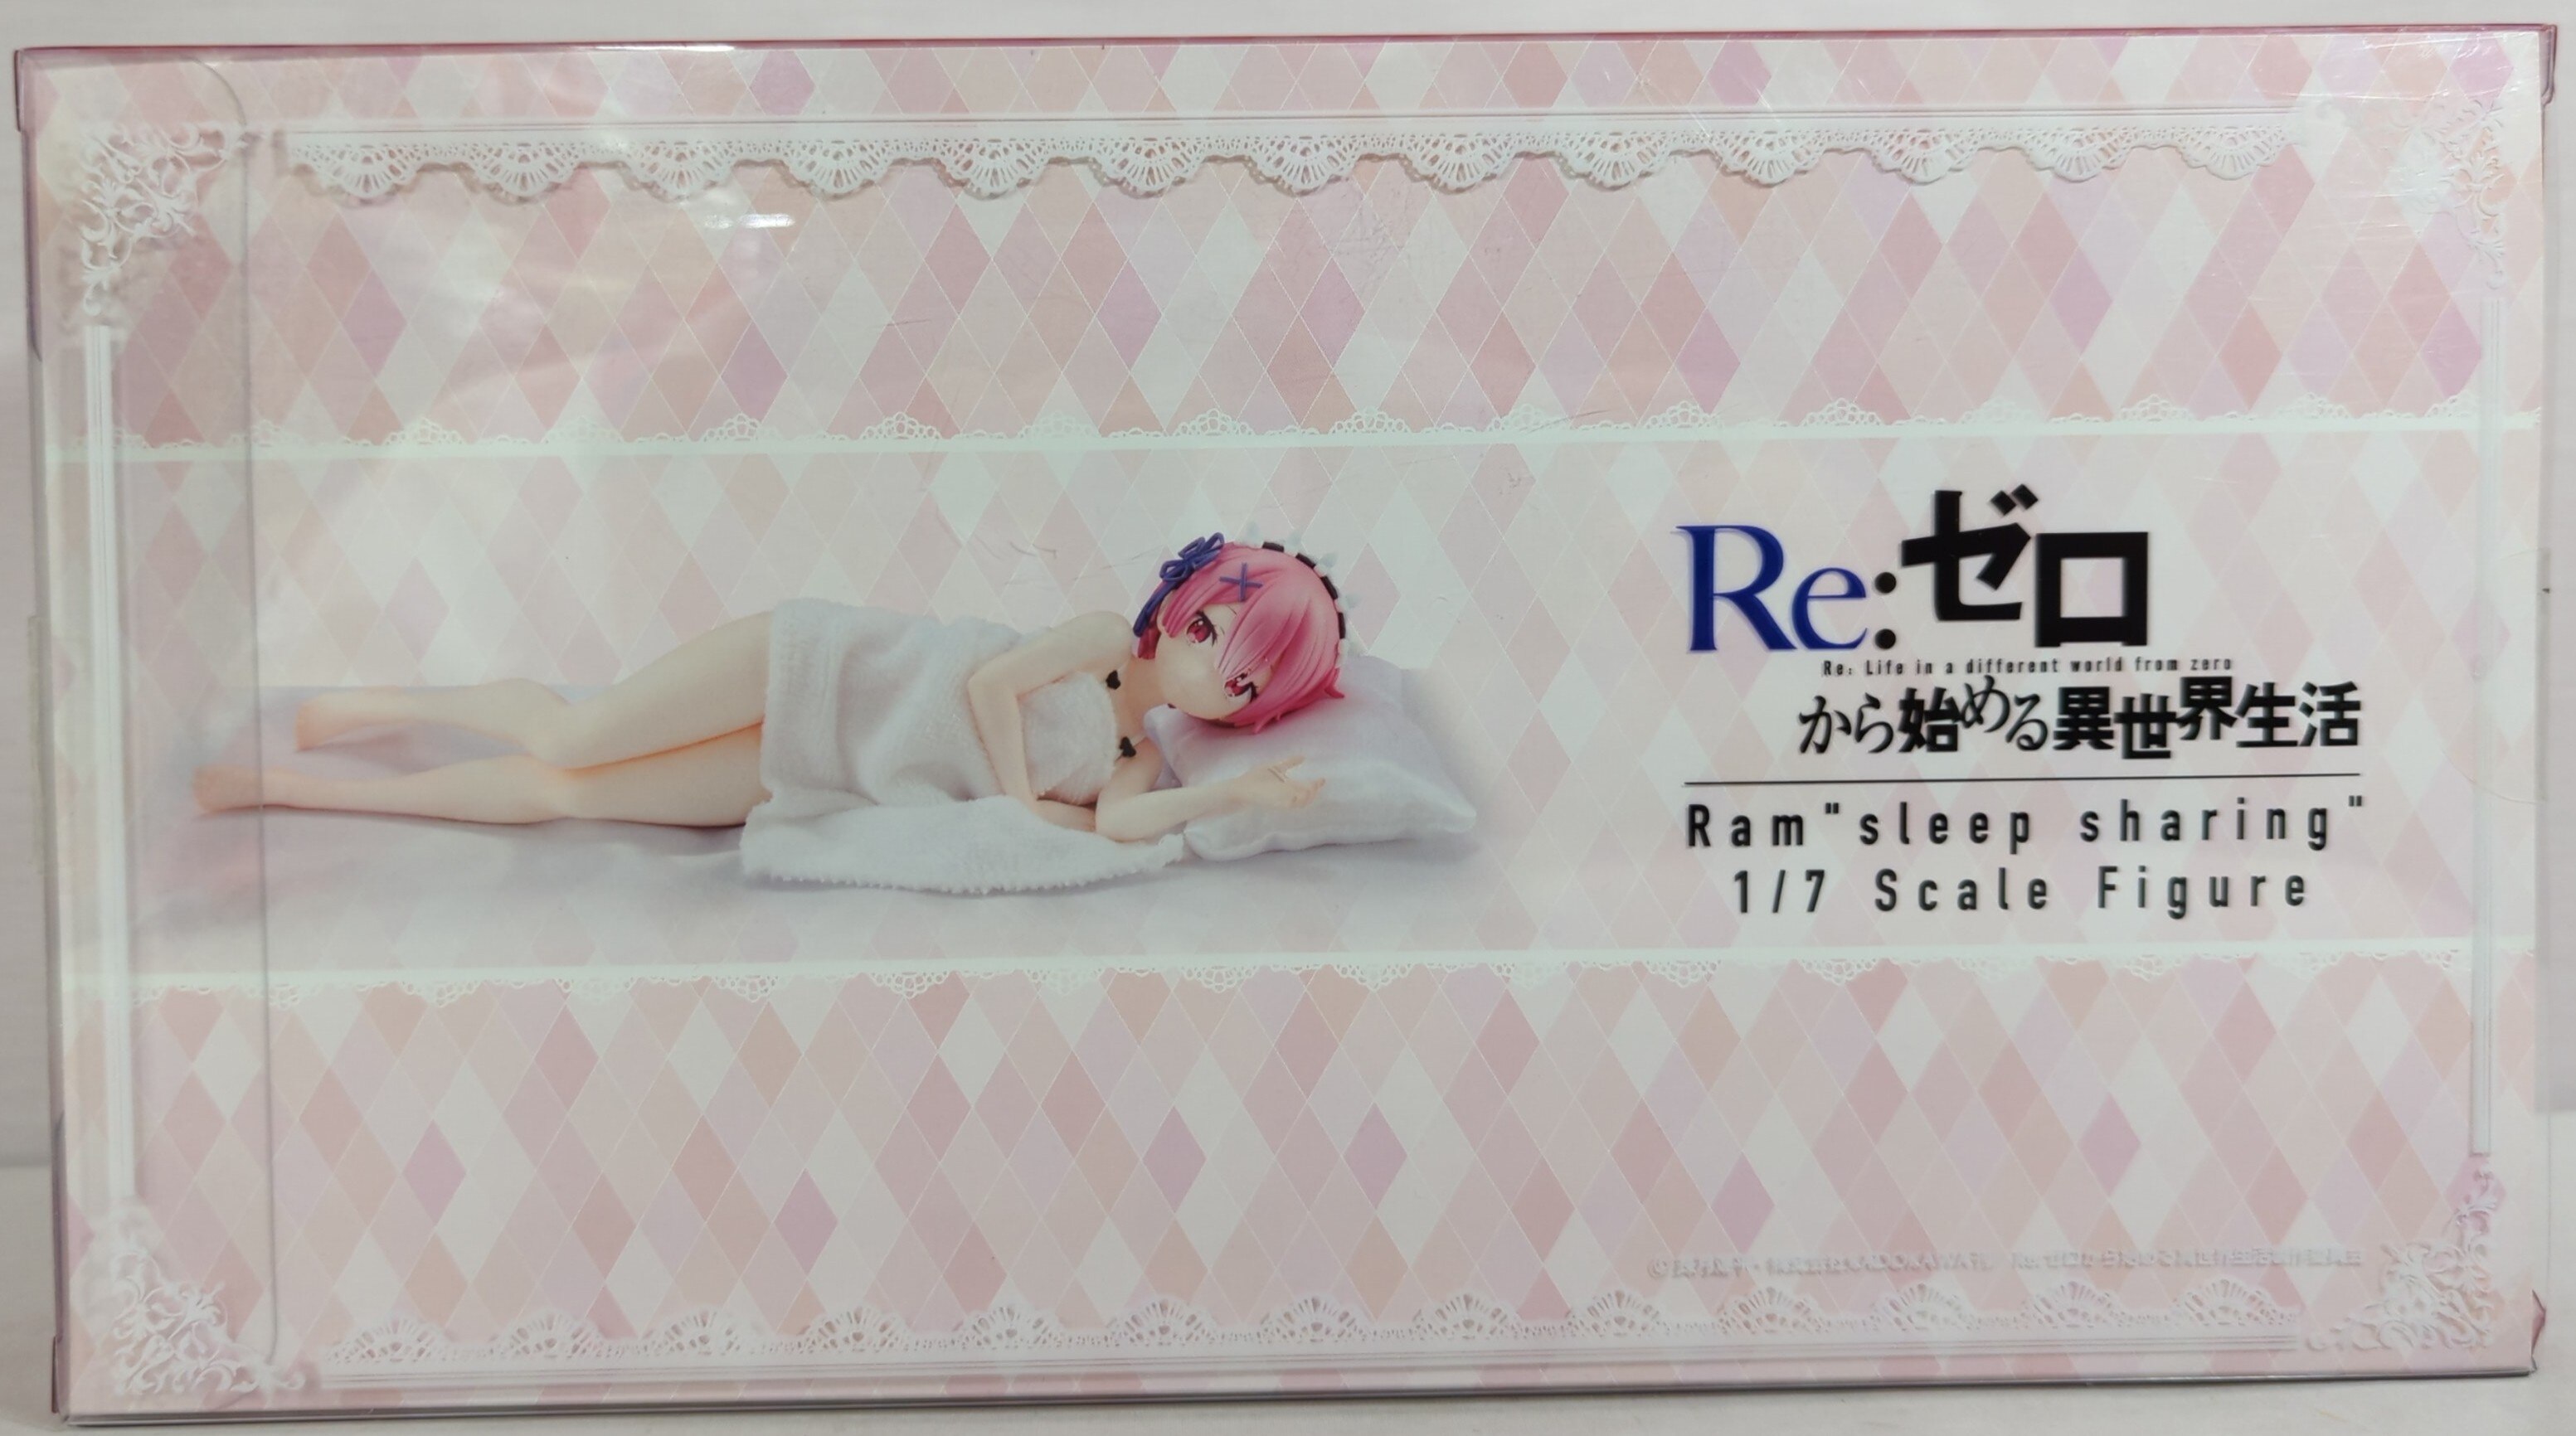 Re:ゼロ
Re: Life in a different world from zero
から始める異世界生活
Ram"sleep sharing"
1/7 Scale Figure